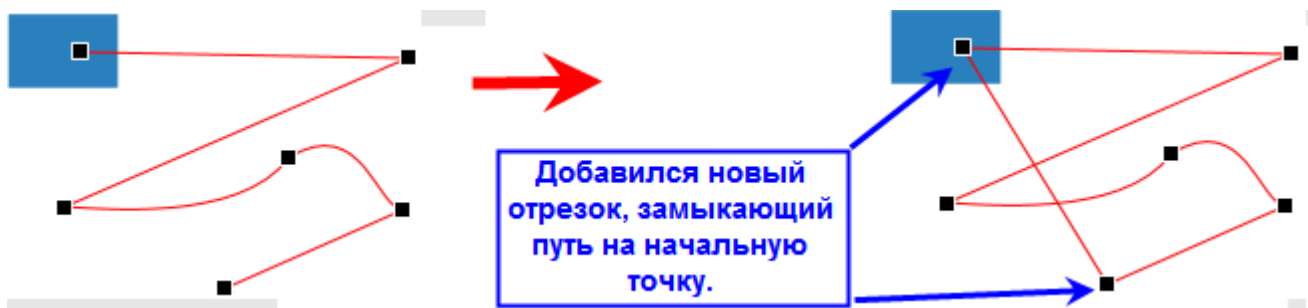 Добавился новый
отрезок, замыкающий
путь на начальную
точку.